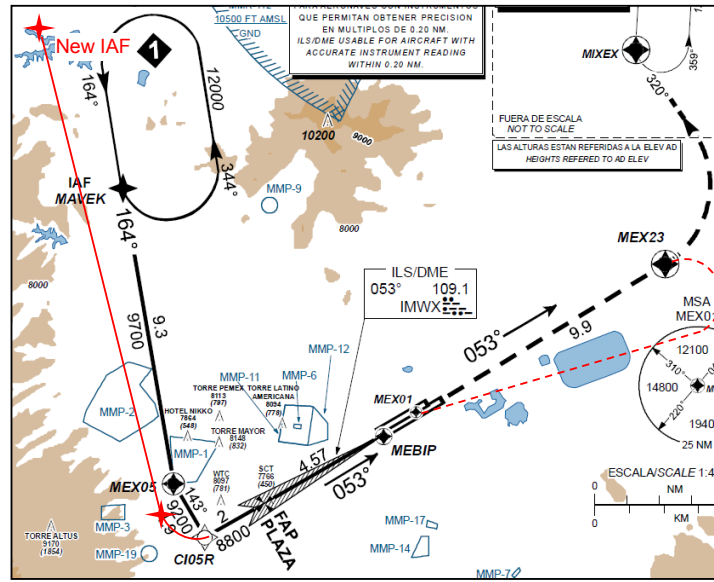 MMP-112
10500 FT AMSL
GND
PARA AERONAVES CON INSTRUMENTOS
QUE PERMITAN OBTENER PRECISION
EN MULTIPLOS DE 0.20 NM.
ILS/DME USABLE FOR AIRCRAFT WITH
ACCURATE INSTRUMENT READING
WITHIN 0.20 NM.
New IAF
1
164°
12000
344°
MIXEX
320°
359°
FUERA DE ESCALA
NOT TO SCALE
LAS ALTURAS ESTAN REFERIDAS A LA ELEV AD
HEIGHTS REFERED TO AD ELEV
10200
9000
IAF
MAVEK
MMP-9
164°
8000
MEX23
8000
ILS/DME
053° 109.1
IMWX
MSA
9700
9.3
053°
9.9
12100
310°
14800
220°
1940
25 NM
MMP-12
MMP-11
MMP-6
TORRE PEMEX
8113
(797)
TORRE LATINO
AMERICANA
8094
(778)
MEX01
MMP-2
HOTEL NIKKO
7864
(548)
TORRE MAYOR
8148
(832)
MEBIP
MMP-1
4.57
053°
SCT
7766
(450)
WTC
8097
(781)
MEX05
143°
9200
ESCALA/SCALE 1:4
NM
0
KM
0
MMP-3
2
FAP
PLAZA
8800
TORRE ALTUS
9170
(1854)
MMP-19
CI05R
MMP-17
MMP-14
MMP-7